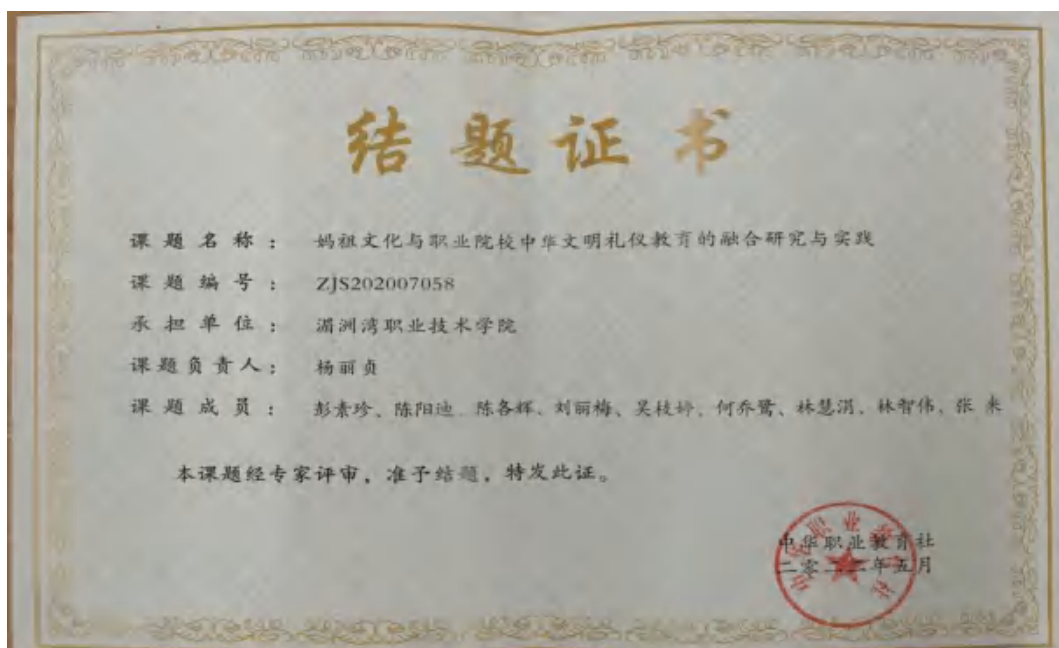 结题证书
课题名称： 妈祖文化与职业院校中华文明礼仪教育的融合研究与实践
课题编号： ZJS202007058
承担单位： 湄洲湾职业技术学院
课题负责人： 杨丽贞
课题成员： 彭素珍、陈阳迪、陈各辉、刘丽梅、吴枝婷、何乔鹭、林慧涓、林智伟、张来
本课题经专家评审，准予结题，特发此证。
中华职业教育社
二零二二年五月